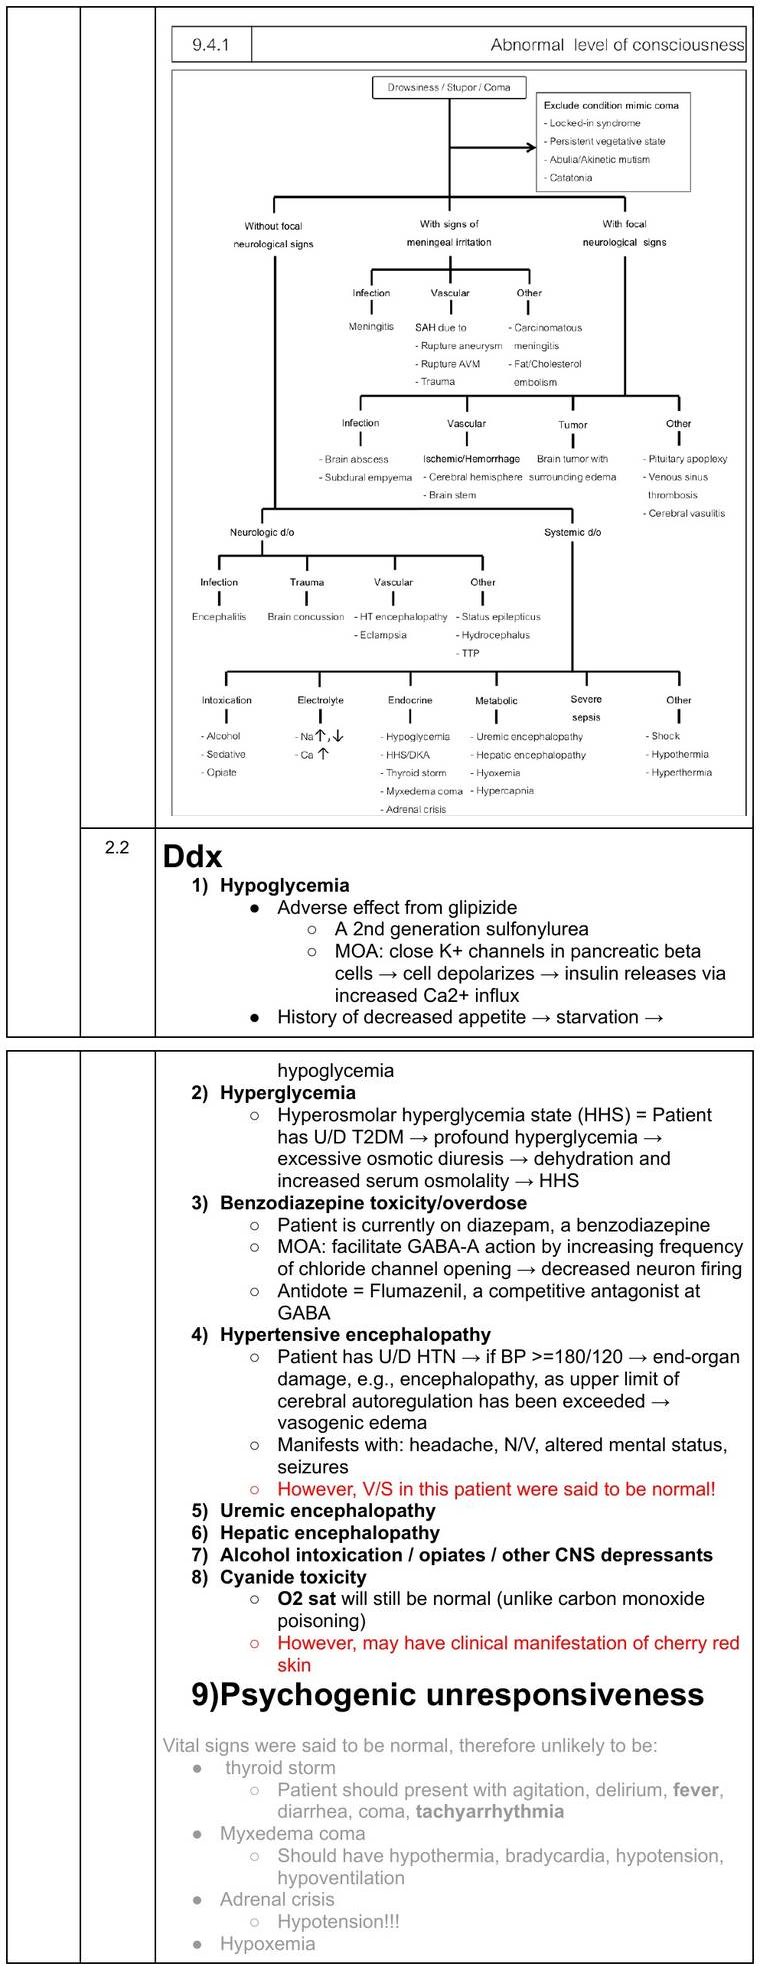 9.4.1 Abnormal level of consciousness
Drowsiness / Stupor / Coma
Exclude condition mimic coma
- Locked-in syndrome
- Persistent vegetative state
- Abulia/Akinetic mutism
- Catatonia
Without focal
neurological signs
With signs of
meningeal irritation
With focal
neurological signs
Infection
Meningitis
Vascular
SAH due to
- Rupture aneurysm
- Rupture AVM
- Trauma
Other
- Carcinomatous
meningitis
- Fat/Cholesterol
embolism
Infection
- Brain abscess
- Subdural empyema
Vascular
Ischemic/Hemorrhage
- Cerebral hemisphere
- Brain stem
Tumor
Brain tumor with
surrounding edema
Other
- Pituitary apoplexy
- Venous sinus
thrombosis
- Cerebral vasulitis
Neurologic d/o
Systemic d/o
Infection
Encephalitis
Trauma
Brain concussion
Vascular
- HT encephalopathy
- Eclampsia
Other
- Status epilepticus
- Hydrocephalus
- TTP
Intoxication
- Alcohol
- Sedative
- Opiate
Electrolyte
- Na↑,↓
- Ca ↑
Endocrine
- Hypoglycemia
- HHS/DKA
- Thyroid storm
- Myxedema coma
- Adrenal crisis
Metabolic
- Uremic encephalopathy
- Hepatic encephalopathy
- Hyoxemia
- Hypercapnia
Severe
sepsis
Other
- Shock
- Hypothermia
- Hyperthermia
2.2
Ddx
1) Hypoglycemia
● Adverse effect from glipizide
○ A 2nd generation sulfonylurea
○ MOA: close K+ channels in pancreatic beta
cells → cell depolarizes → insulin releases via
increased Ca2+ influx
● History of decreased appetite → starvation →
hypoglycemia
2) Hyperglycemia
○ Hyperosmolar hyperglycemia state (HHS) = Patient
has U/D T2DM → profound hyperglycemia →
excessive osmotic diuresis → dehydration and
increased serum osmolality → HHS
3) Benzodiazepine toxicity/overdose
○ Patient is currently on diazepam, a benzodiazepine
○ MOA: facilitate GABA-A action by increasing frequency
of chloride channel opening → decreased neuron firing
○ Antidote = Flumazenil, a competitive antagonist at
GABA
4) Hypertensive encephalopathy
○ Patient has U/D HTN → if BP >=180/120 → end-organ
damage, e.g., encephalopathy, as upper limit of
cerebral autoregulation has been exceeded →
vasogenic edema
○ Manifests with: headache, N/V, altered mental status,
seizures
○ However, V/S in this patient were said to be normal!
5) Uremic encephalopathy
6) Hepatic encephalopathy
7) Alcohol intoxication / opiates / other CNS depressants
8) Cyanide toxicity
○ O2 sat will still be normal (unlike carbon monoxide
poisoning)
○ However, may have clinical manifestation of cherry red
skin
9)Psychogenic unresponsiveness
Vital signs were said to be normal, therefore unlikely to be:
● thyroid storm
○ Patient should present with agitation, delirium, fever,
diarrhea, coma, tachyarrhythmia
● Myxedema coma
○ Should have hypothermia, bradycardia, hypotension,
hypoventilation
● Adrenal crisis
○ Hypotension!!!
● Hypoxemia